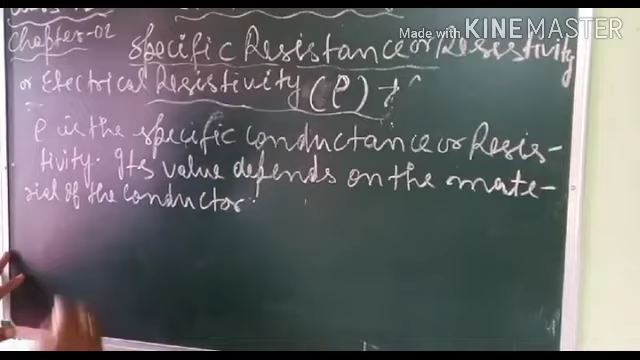 Made with KINEMASTER
Chapter-02 Specific Resistance or Resistivity
or Electrical Resistivity (ρ) :-
ρ is the specific conductance or Resis-
tivity. Its value depends on the mate-
rial of the conductor.